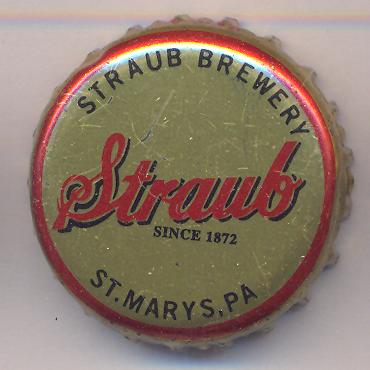 STRAUB BREWERY
Straub
SINCE 1872
ST. MARYS, PA